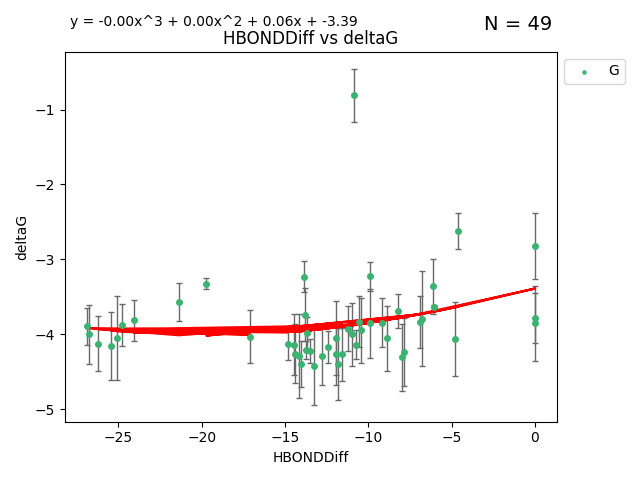 y = -0.00x^3 + 0.00x^2 + 0.06x + -3.39
N = 49
HBONDDiff vs deltaG
G
−1
−2
−3
−4
−5
deltaG
−25 −20 −15 −10 −5 0
HBONDDiff